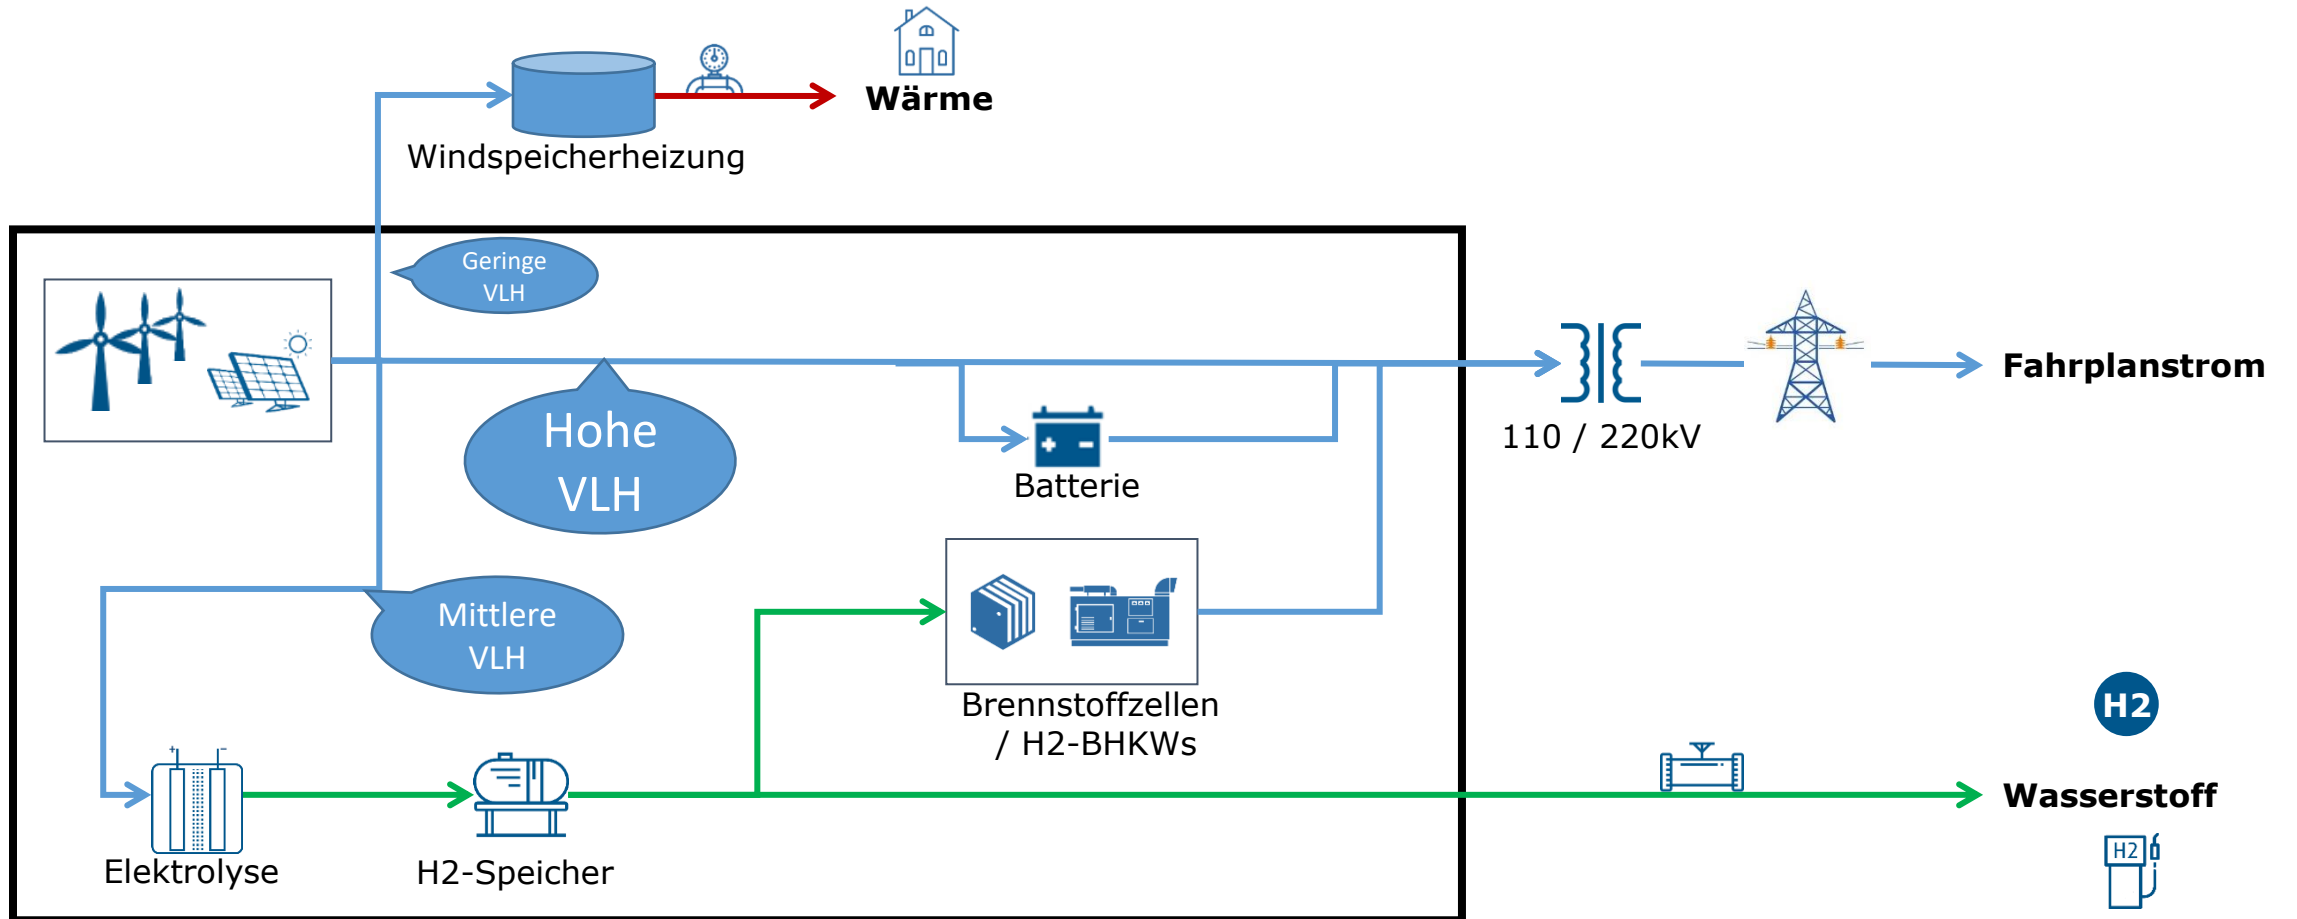 Wärme
Windspeicherheizung
Geringe
VLH
Hohe
VLH
Fahrplanstrom
110 / 220kV
Batterie
Mittlere
VLH
Brennstoffzellen
/ H2-BHKWs
H2
Wasserstoff
Elektrolyse
H2-Speicher
H2